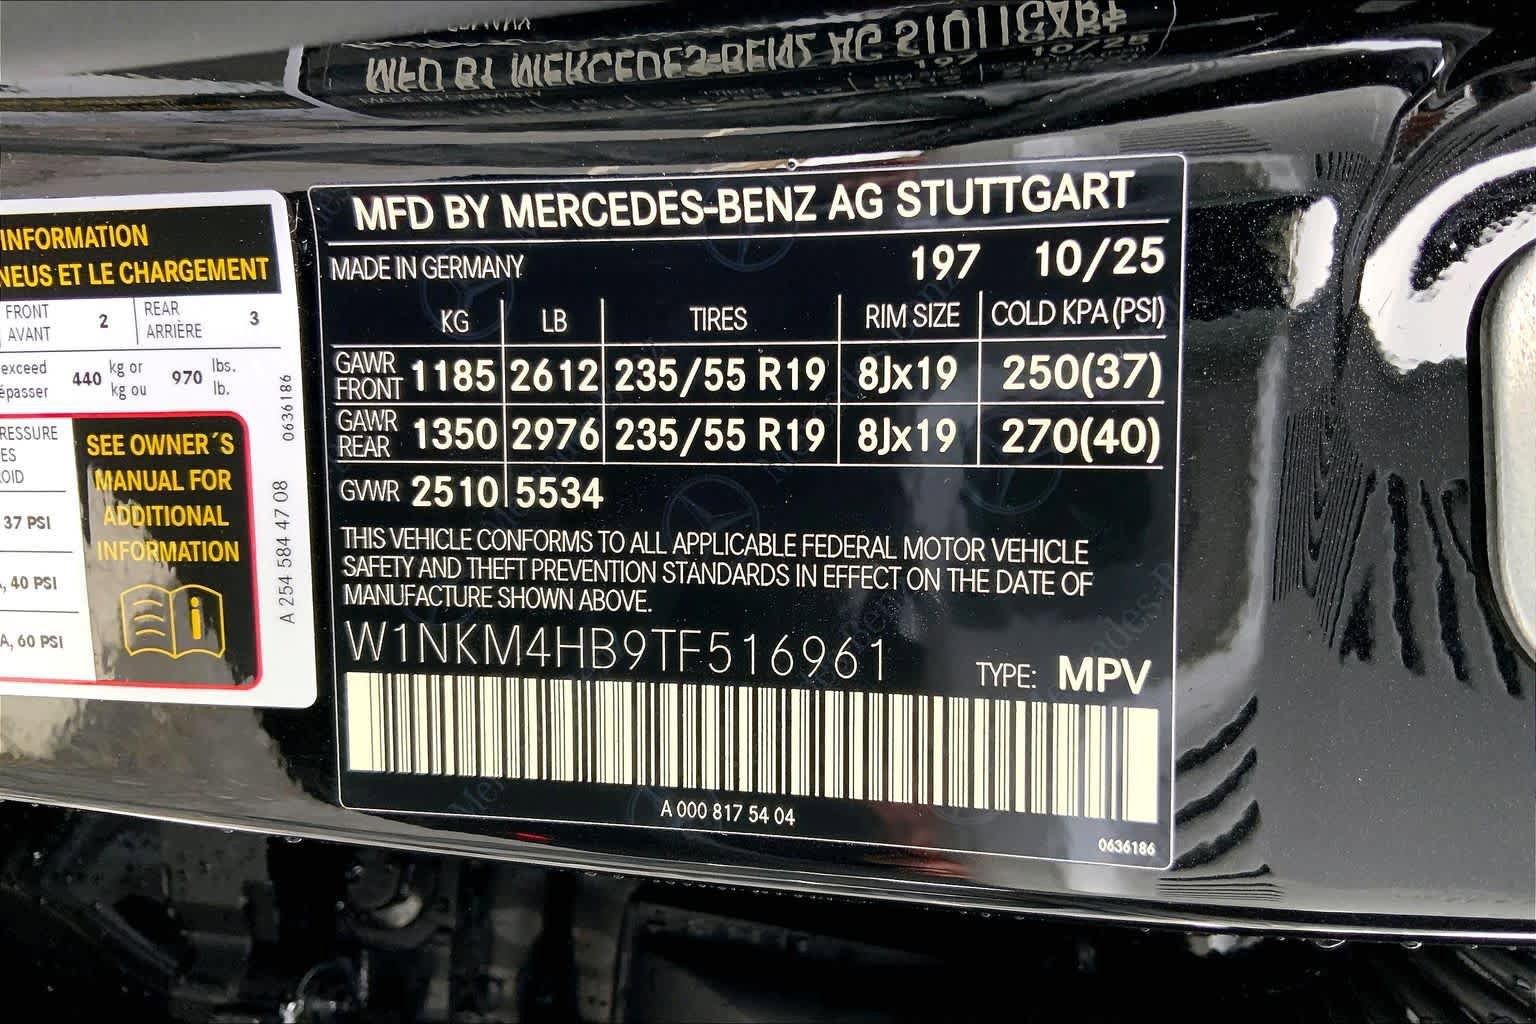 MFD BY MERCEDES-BENZ AG STUTTGART
MADE IN GERMANY 197 10/25
KG LB TIRES RIM SIZE COLD KPA (PSI)
GAWR FRONT 1185 2612 235/55 R19 8Jx19 250(37)
GAWR REAR 1350 2976 235/55 R19 8Jx19 270(40)
GVWR 2510 5534
THIS VEHICLE CONFORMS TO ALL APPLICABLE FEDERAL MOTOR VEHICLE
SAFETY AND THEFT PREVENTION STANDARDS IN EFFECT ON THE DATE OF
MANUFACTURE SHOWN ABOVE.
W1NKM4HB9TF516961
TYPE: MPV
A 000 817 54 04
0636186
INFORMATION
ET LE CHARGEMENT
FRONT
AVANT
2
REAR
ARRIÈRE
3
exceed
440
kg or
kg ou
970
lbs.
lb.
37 PSI
40 PSI
60 PSI
SEE OWNER´S
MANUAL FOR
ADDITIONAL
INFORMATION
A 254 584 47 08
0636186